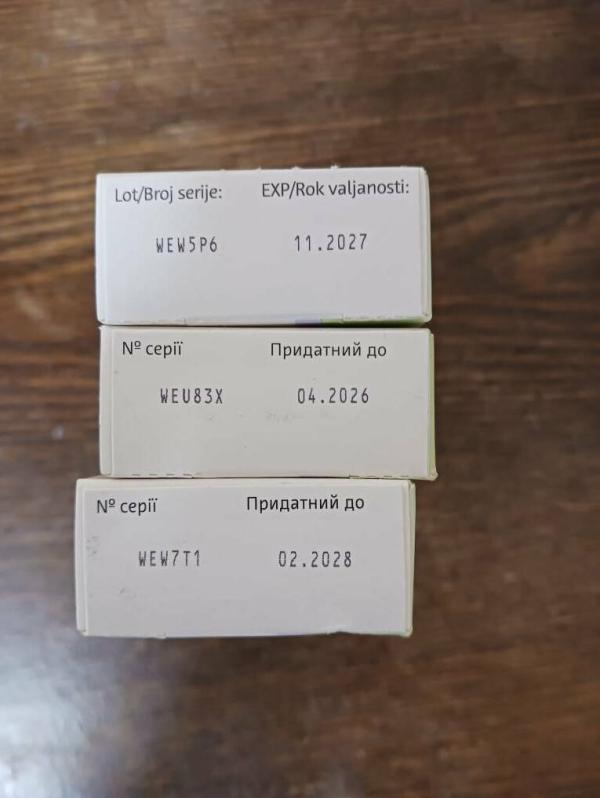 Lot/Broj serije: EXP/Rok valjanosti:
WEW5P6 11.2027
№ серії Придатний до
WEU83X 04.2026
№ серії Придатний до
WEW7T1 02.2028